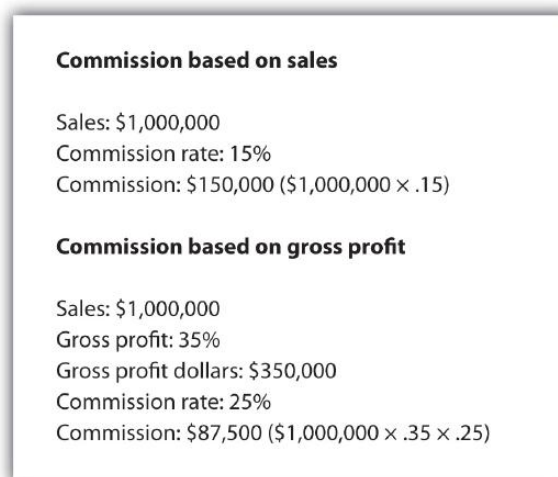 Commission based on sales
Sales: $1,000,000
Commission rate: 15%
Commission: $150,000 ($1,000,000 × .15)
Commission based on gross profit
Sales: $1,000,000
Gross profit: 35%
Gross profit dollars: $350,000
Commission rate: 25%
Commission: $87,500 ($1,000,000 × .35 × .25)